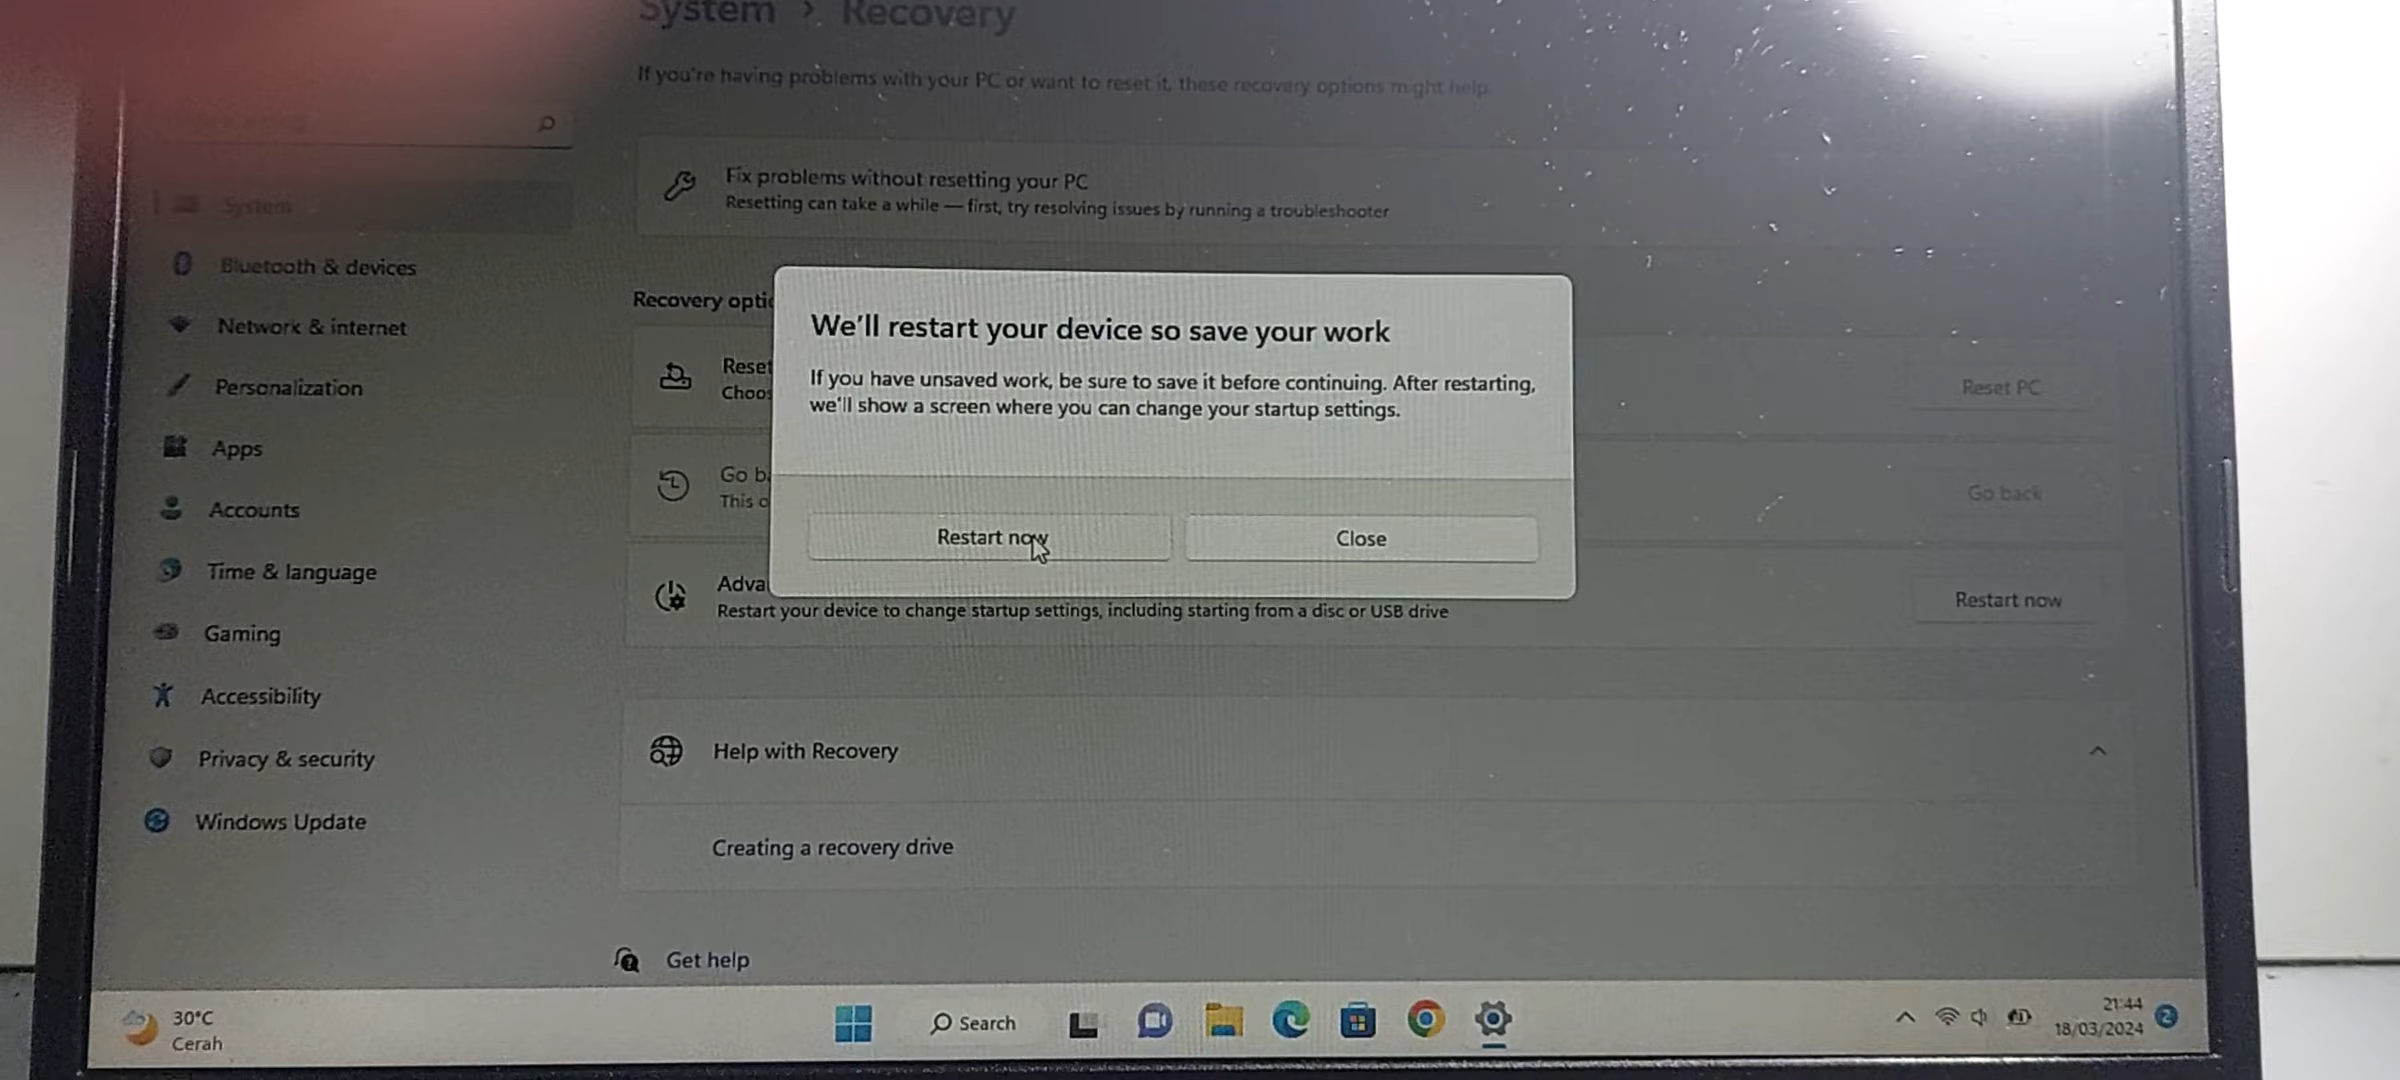 System > Recovery
If you're having problems with your PC or want to reset it, these recovery options might help.
System
Fix problems without resetting your PC
Resetting can take a while — first, try resolving issues by running a troubleshooter
Bluetooth & devices
Network & internet
Personalization
Apps
Accounts
Time & language
Gaming
Accessibility
Privacy & security
Windows Update
Recovery optic
Reset
Choos
Reset PC
Go ba
This o
Go back
We'll restart your device so save your work
If you have unsaved work, be sure to save it before continuing. After restarting,
we'll show a screen where you can change your startup settings.
Restart now
Close
Adva
Restart your device to change startup settings, including starting from a disc or USB drive
Restart now
Help with Recovery
Creating a recovery drive
Get help
30°C
Cerah
Search
21:44
18/03/2024
2